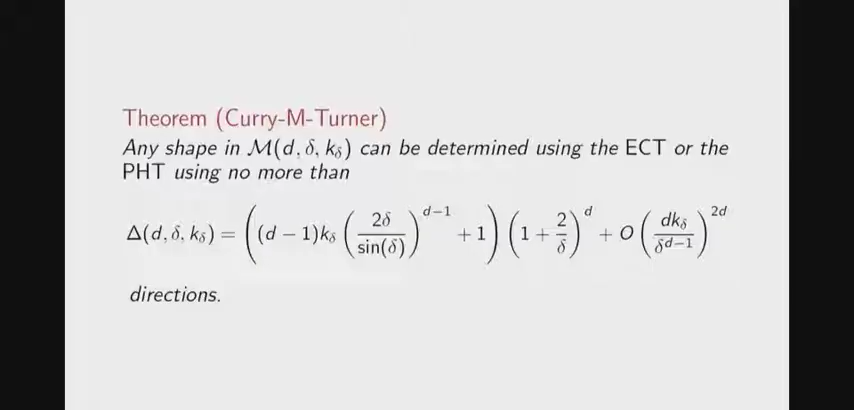 Theorem (Curry-M-Turner)
Any shape in ℳ(d, δ, k_δ) can be determined using the ECT or the
PHT using no more than
Δ(d, δ, k_δ) = ((d − 1)k_δ (2δ / sin(δ))^{d−1} + 1) (1 + 2/δ)^d + O (dk_δ / δ^{d−1})^{2d}
directions.